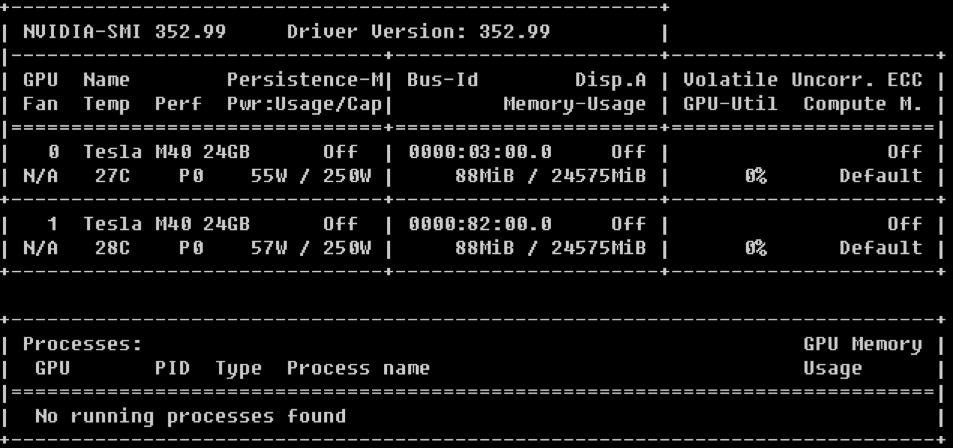 +------------------------------------------------------+
| NVIDIA-SMI 352.99     Driver Version: 352.99         |
|-------------------------------+----------------------+----------------------+
| GPU  Name        Persistence-M| Bus-Id        Disp.A | Volatile Uncorr. ECC |
| Fan  Temp  Perf  Pwr:Usage/Cap|         Memory-Usage | GPU-Util  Compute M. |
|===============================+======================+======================|
|   0  Tesla M40 24GB      Off  | 0000:03:00.0     Off |                  Off |
| N/A   27C    P0    55W / 250W |     88MiB / 24575MiB |      0%      Default |
+-------------------------------+----------------------+----------------------+
|   1  Tesla M40 24GB      Off  | 0000:82:00.0     Off |                  Off |
| N/A   28C    P0    57W / 250W |     88MiB / 24575MiB |      0%      Default |
+-------------------------------+----------------------+----------------------+

+-----------------------------------------------------------------------------+
| Processes:                                                       GPU Memory |
|  GPU       PID  Type  Process name                               Usage      |
|=============================================================================|
|  No running processes found                                                 |
+-----------------------------------------------------------------------------+